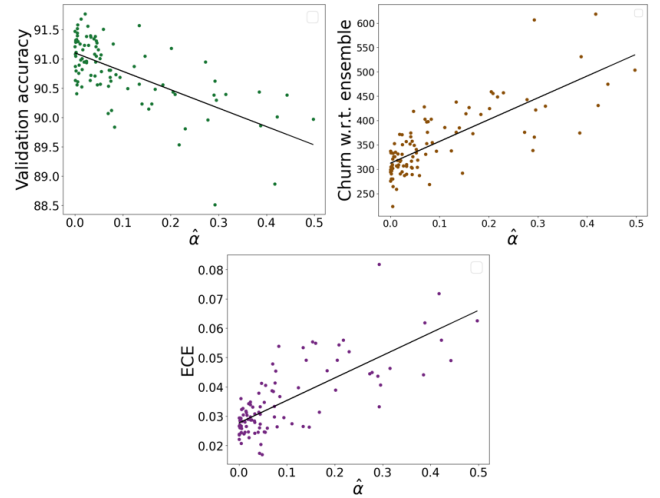 Validation accuracy
91.5
91.0
90.5
90.0
89.5
89.0
88.5
0.0 0.1 0.2 0.3 0.4 0.5
α̂
Churn w.r.t. ensemble
600
550
500
450
400
350
300
250
0.0 0.1 0.2 0.3 0.4 0.5
α̂
ECE
0.08
0.07
0.06
0.05
0.04
0.03
0.02
0.0 0.1 0.2 0.3 0.4 0.5
α̂